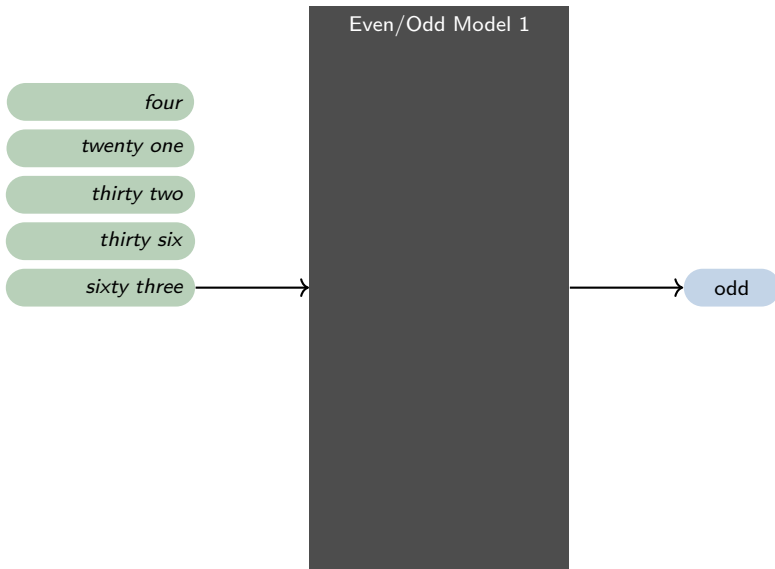 Even/Odd Model 1
four
twenty one
thirty two
thirty six
sixty three
odd